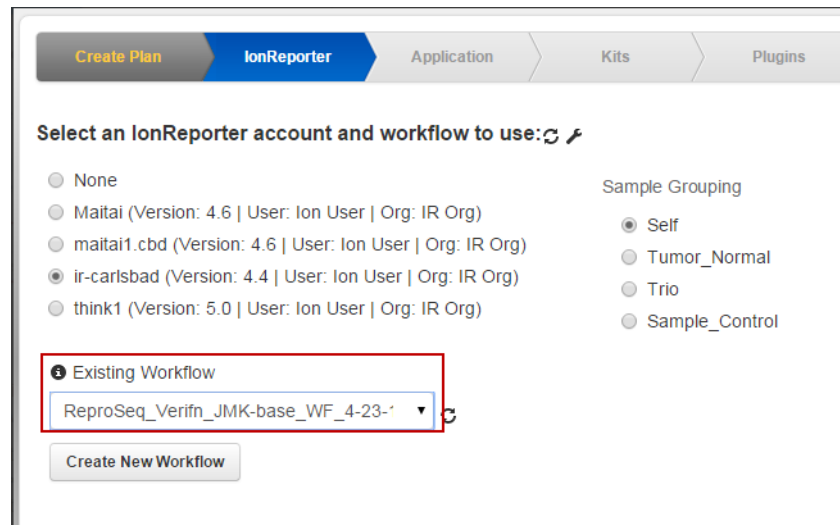 Create Plan
IonReporter
Application
Kits
Plugins
Select an IonReporter account and workflow to use:
None
Maitai (Version: 4.6 | User: Ion User | Org: IR Org)
maitai1.cbd (Version: 4.6 | User: Ion User | Org: IR Org)
ir-carlsbad (Version: 4.4 | User: Ion User | Org: IR Org)
think1 (Version: 5.0 | User: Ion User | Org: IR Org)
Sample Grouping
Self
Tumor_Normal
Trio
Sample_Control
Existing Workflow
ReproSeq_Verifn_JMK-base_WF_4-23-
Create New Workflow